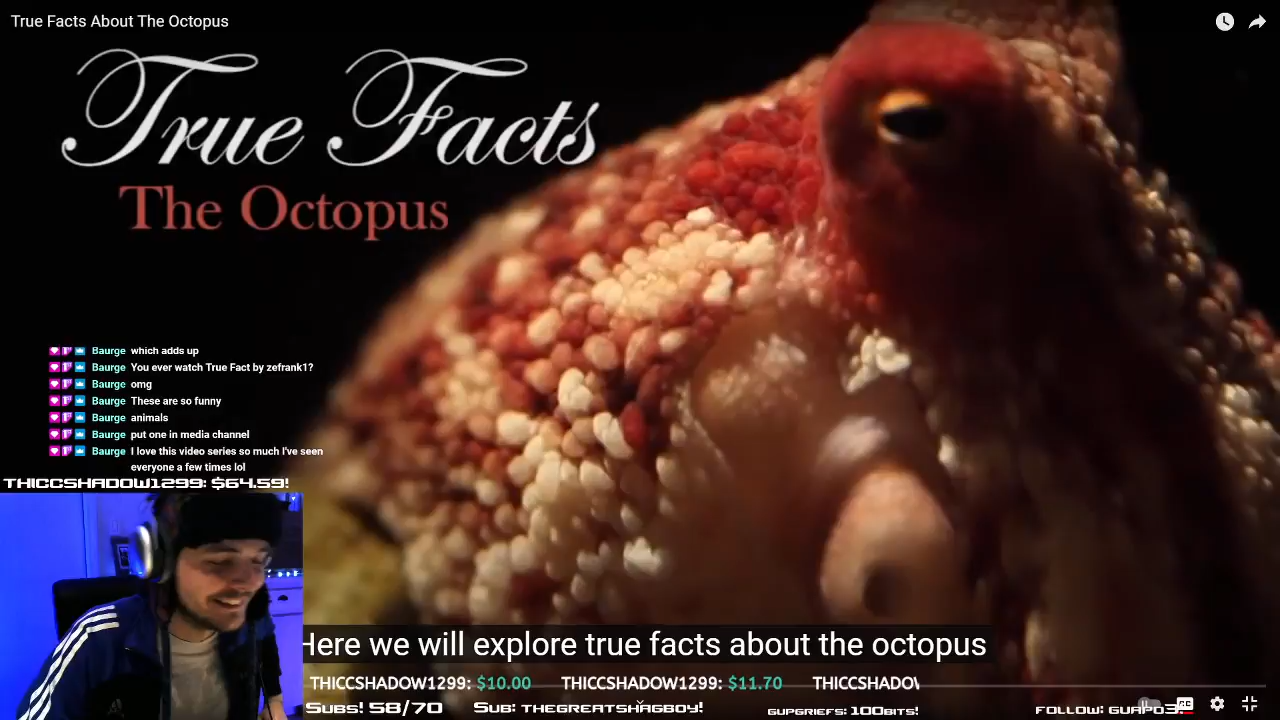 True Facts About The Octopus
True Facts
The Octopus
Baurge which adds up
Baurge You ever watch True Fact by zefrank1?
Baurge omg
Baurge These are so funny
Baurge animals
Baurge put one in media channel
Baurge I love this video series so much I've seen
everyone a few times lol
THICCSHADOW1299: $64.59!
Here we will explore true facts about the octopus
THICCSHADOW1299: $10.00 THICCSHADOW1299: $11.70 THICCSHADOW
SUBS! 58/70 SUB: THEGREATSHAGBOY! GUPGRIEFS: 100BITS! FOLLOW: GUAPO3
CC